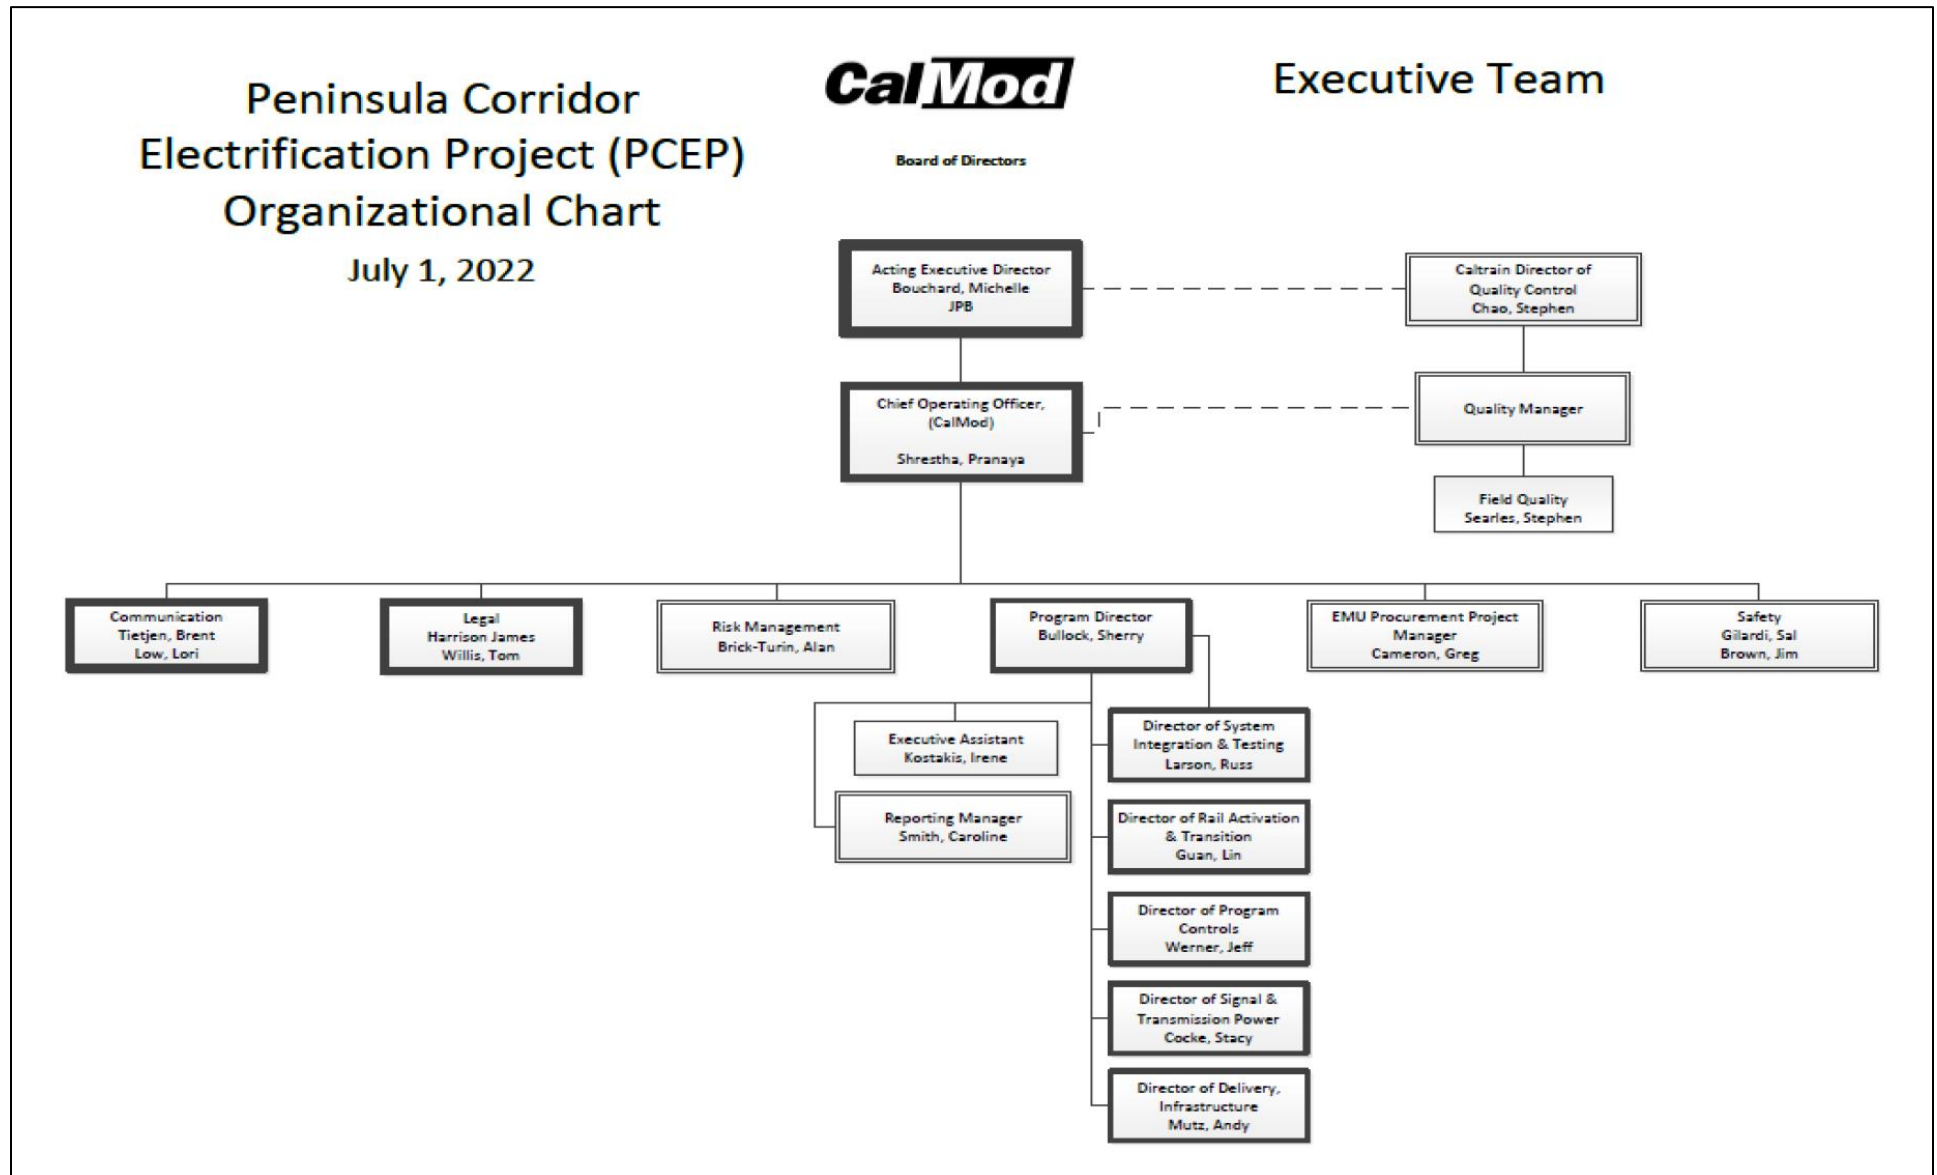 Peninsula Corridor
Electrification Project (PCEP)
Organizational Chart
July 1, 2022
CalMod
Board of Directors
Executive Team
Acting Executive Director
Bouchard, Michelle
JPB
Caltrain Director of
Quality Control
Chao, Stephen
Chief Operating Officer,
(CalMod)
Shrestha, Pranaya
Quality Manager
Field Quality
Searles, Stephen
Communication
Tietjen, Brent
Low, Lori
Legal
Harrison James
Willis, Tom
Risk Management
Brick-Turin, Alan
Program Director
Bullock, Sherry
EMU Procurement Project
Manager
Cameron, Greg
Safety
Gilardi, Sal
Brown, Jim
Executive Assistant
Kostakis, Irene
Reporting Manager
Smith, Caroline
Director of System
Integration & Testing
Larson, Russ
Director of Rail Activation
& Transition
Guan, Lin
Director of Program
Controls
Werner, Jeff
Director of Signal &
Transmission Power
Cocke, Stacy
Director of Delivery,
Infrastructure
Mutz, Andy